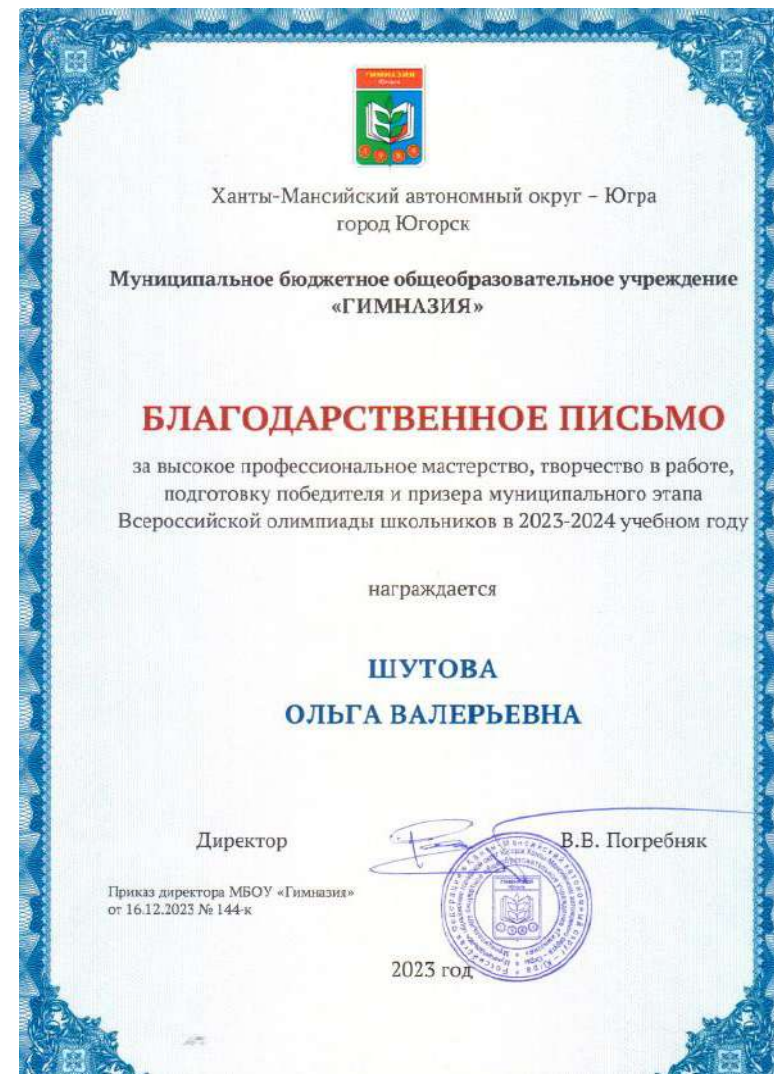 ГИМНАЗИЯ
Ханты-Мансийский автономный округ – Югра
город Югорск
Муниципальное бюджетное общеобразовательное учреждение
«ГИМНАЗИЯ»
БЛАГОДАРСТВЕННОЕ ПИСЬМО
за высокое профессиональное мастерство, творчество в работе,
подготовку победителя и призера муниципального этапа
Всероссийской олимпиады школьников в 2023-2024 учебном году
награждается
ШУТОВА
ОЛЬГА ВАЛЕРЬЕВНА
Директор
В.В. Погребняк
Приказ директора МБОУ «Гимназия»
от 16.12.2023 № 144-к
2023 год